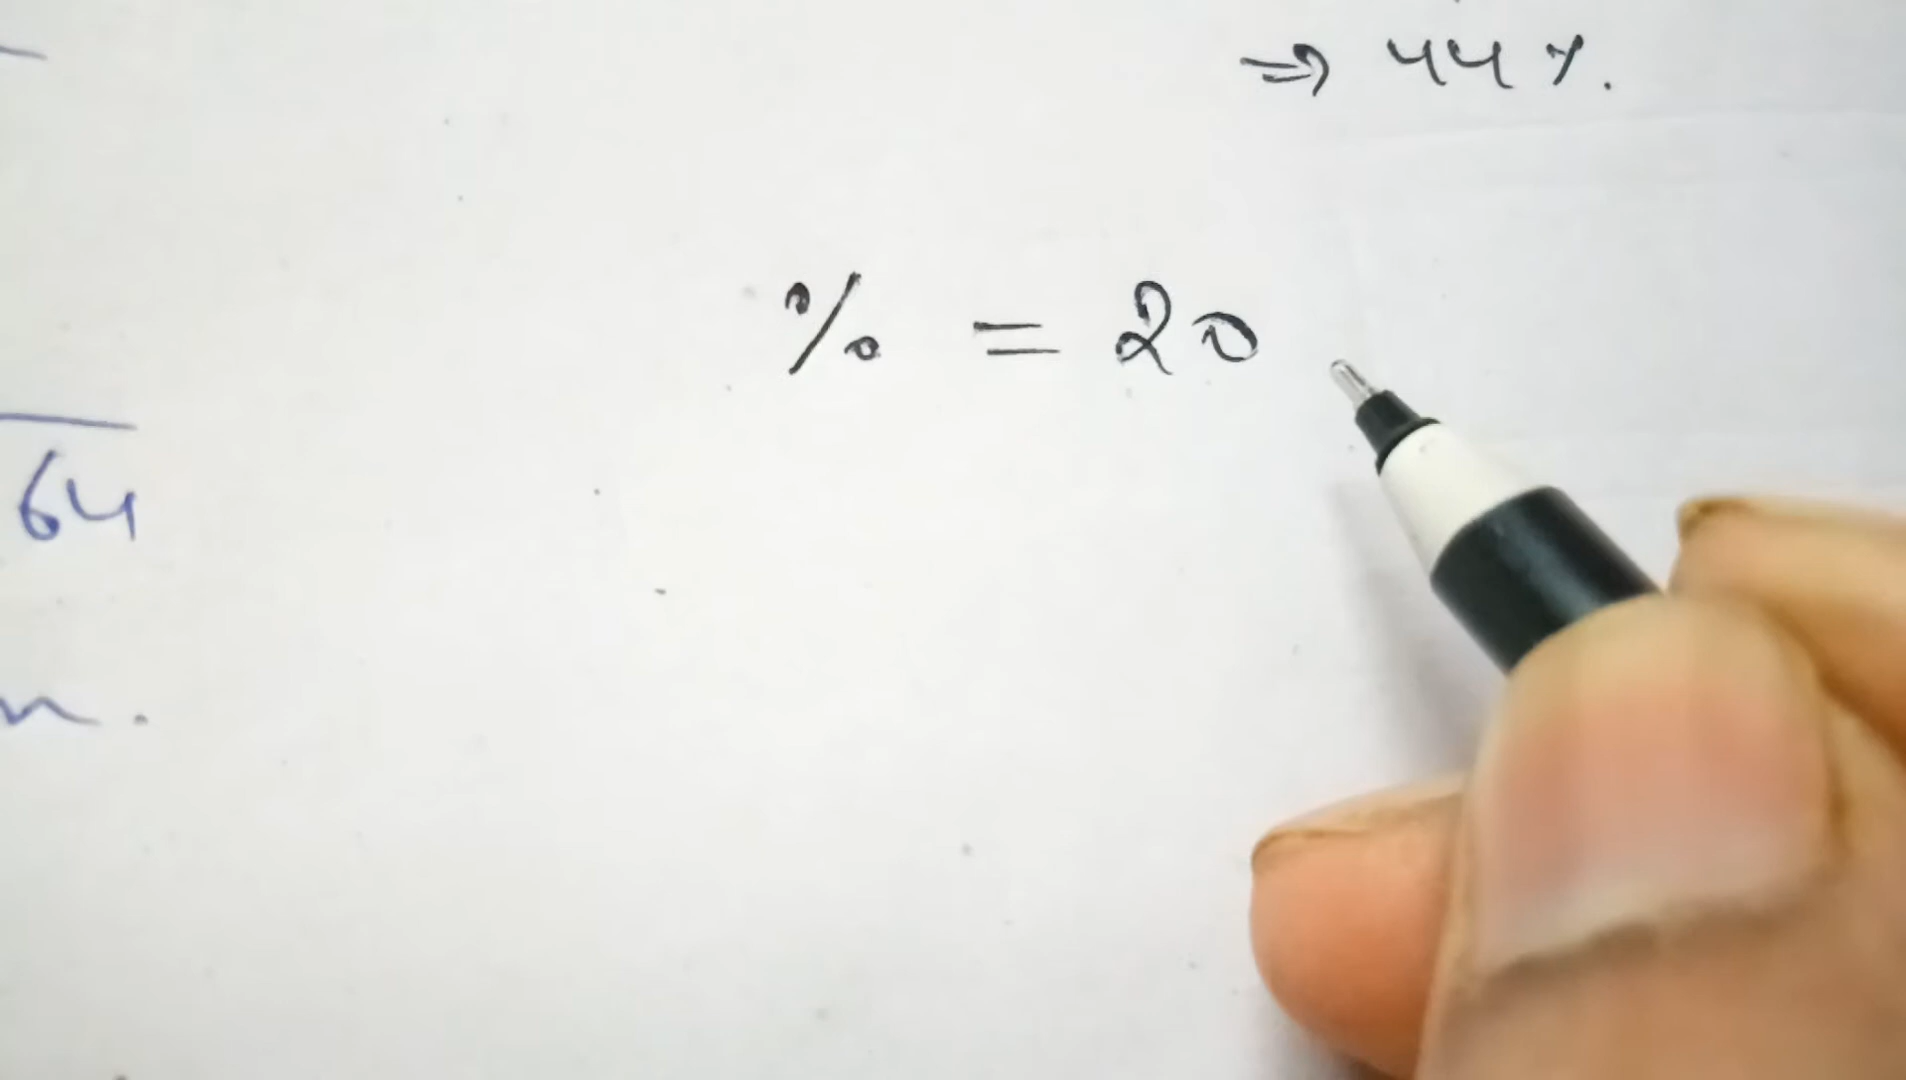 ⇒ 44 %.
% = 20
64